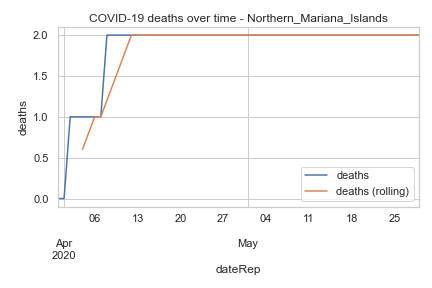 COVID-19 deaths over time - Northern_Mariana_Islands
deaths
2.0
1.5
1.0
0.5
0.0
deaths
deaths (rolling)
06 13 20 27 04 11 18 25
Apr May
2020
dateRep